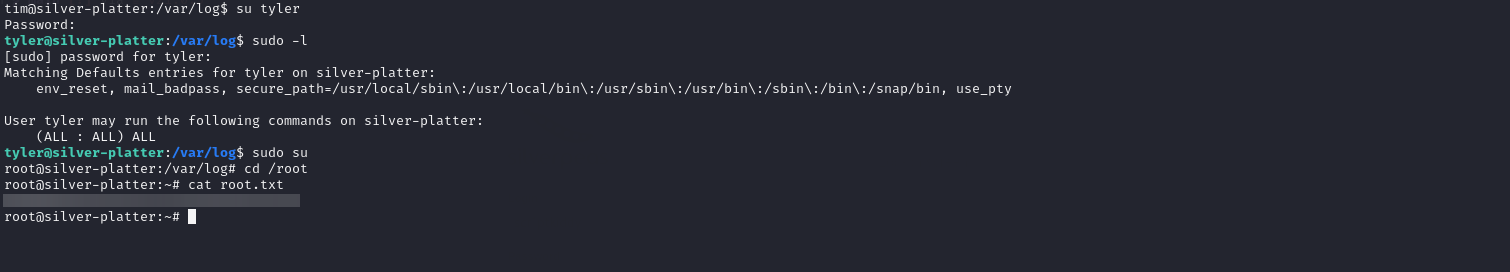 tim@silver-platter:/var/log$ su tyler
Password:
tyler@silver-platter:/var/log$ sudo -l
[sudo] password for tyler:
Matching Defaults entries for tyler on silver-platter:
    env_reset, mail_badpass, secure_path=/usr/local/sbin\:/usr/local/bin\:/usr/sbin\:/usr/bin\:/sbin\:/bin\:/snap/bin, use_pty

User tyler may run the following commands on silver-platter:
    (ALL : ALL) ALL
tyler@silver-platter:/var/log$ sudo su
root@silver-platter:/var/log# cd /root
root@silver-platter:~# cat root.txt
root@silver-platter:~#